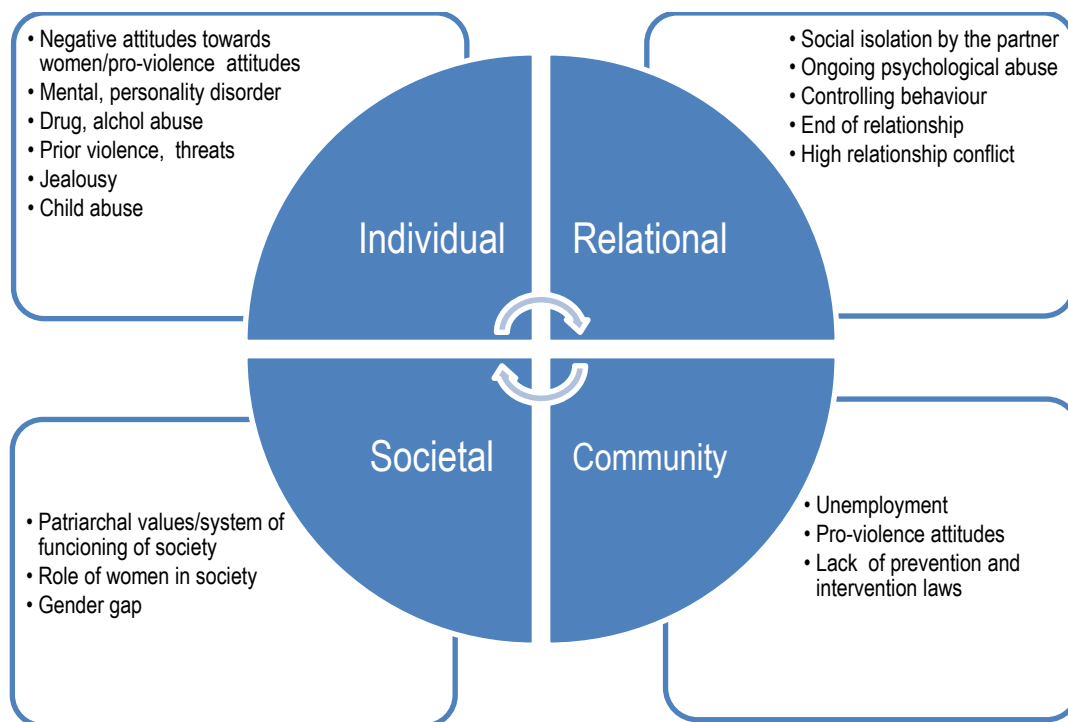 • Negative attitudes towards
women/pro-violence attitudes
• Mental, personality disorder
• Drug, alchol abuse
• Prior violence, threats
• Jealousy
• Child abuse
• Social isolation by the partner
• Ongoing psychological abuse
• Controlling behaviour
• End of relationship
• High relationship conflict
Individual
Relational
Societal
Community
• Patriarchal values/system of
funcioning of society
• Role of women in society
• Gender gap
• Unemployment
• Pro-violence attitudes
• Lack of prevention and
intervention laws